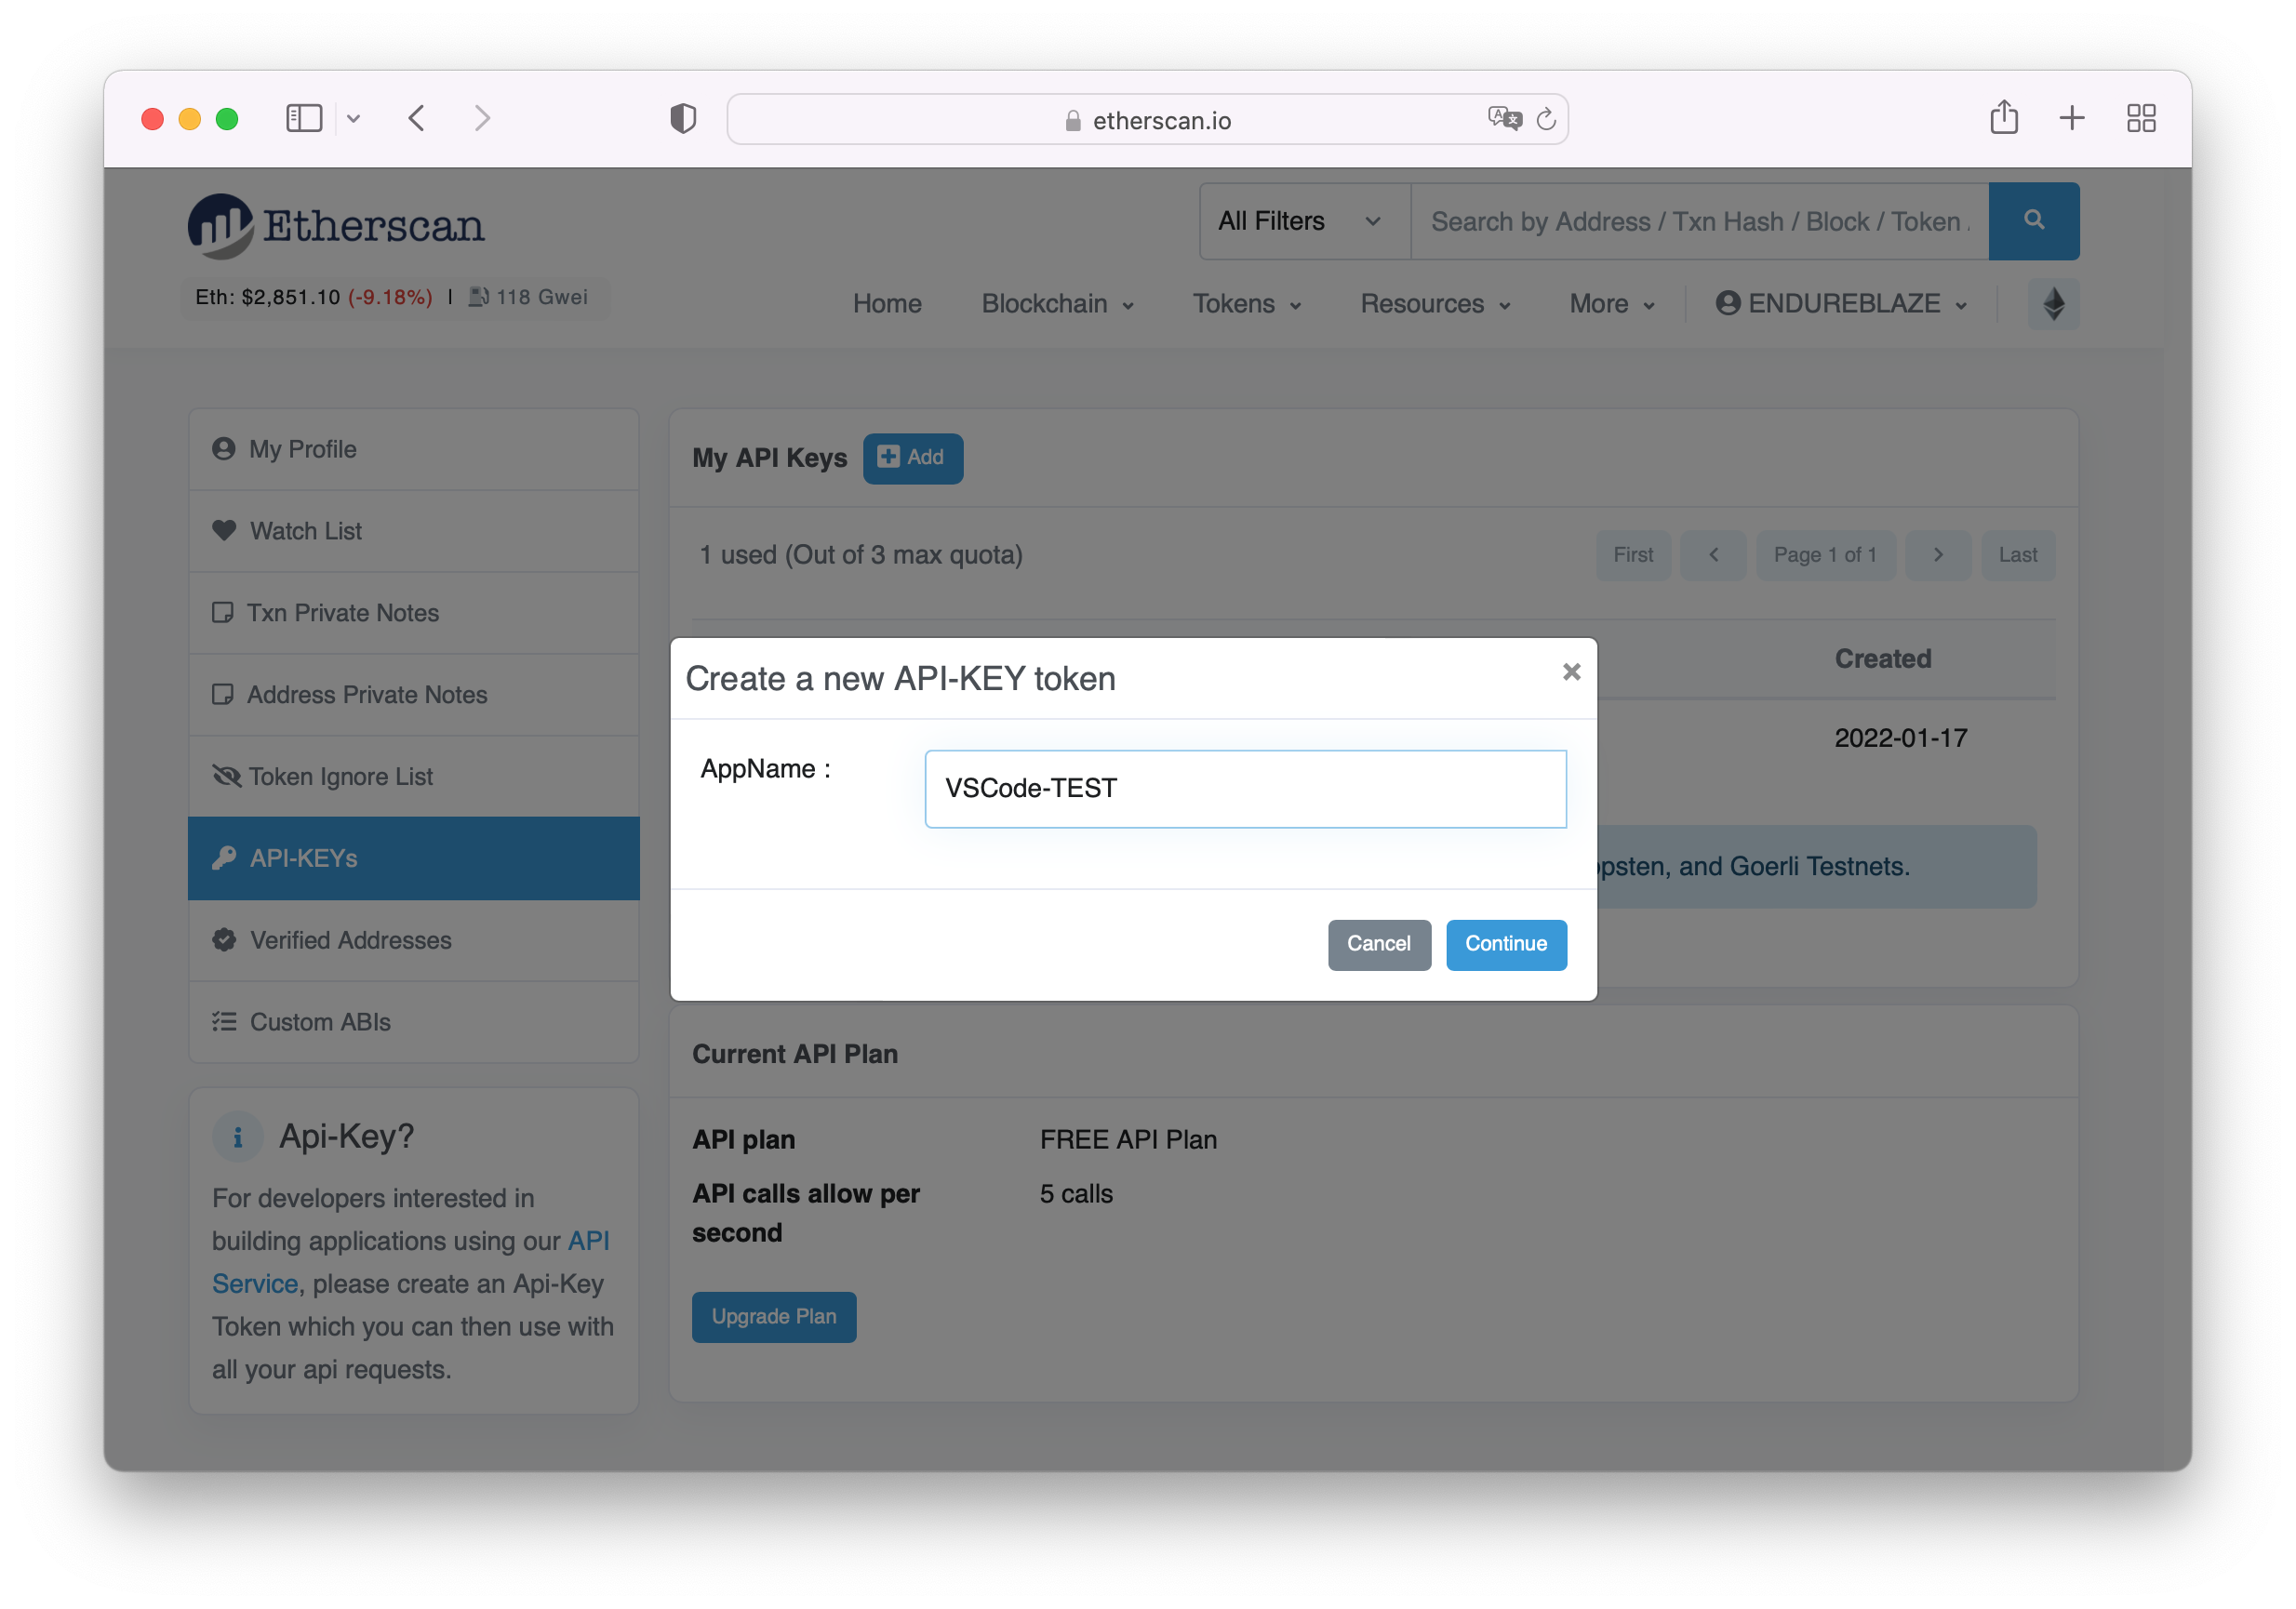 etherscan.io
Etherscan
All Filters
Search by Address / Txn Hash / Block / Token
Eth: $2,851.10 (-9.18%) | 118 Gwei
Home Blockchain Tokens Resources More ENDUREBLAZE
My Profile
Watch List
Txn Private Notes
Address Private Notes
Token Ignore List
API-KEYs
Verified Addresses
Custom ABIs
Api-Key?
For developers interested in
building applications using our API
Service, please create an Api-Key
Token which you can then use with
all your api requests.
My API Keys Add
1 used (Out of 3 max quota)
First Page 1 of 1 Last
Created
2022-01-17
Create a new API-KEY token
AppName :
VSCode-TEST
Cancel Continue
, and Goerli Testnets.
Current API Plan
API plan FREE API Plan
API calls allow per
second
5 calls
Upgrade Plan